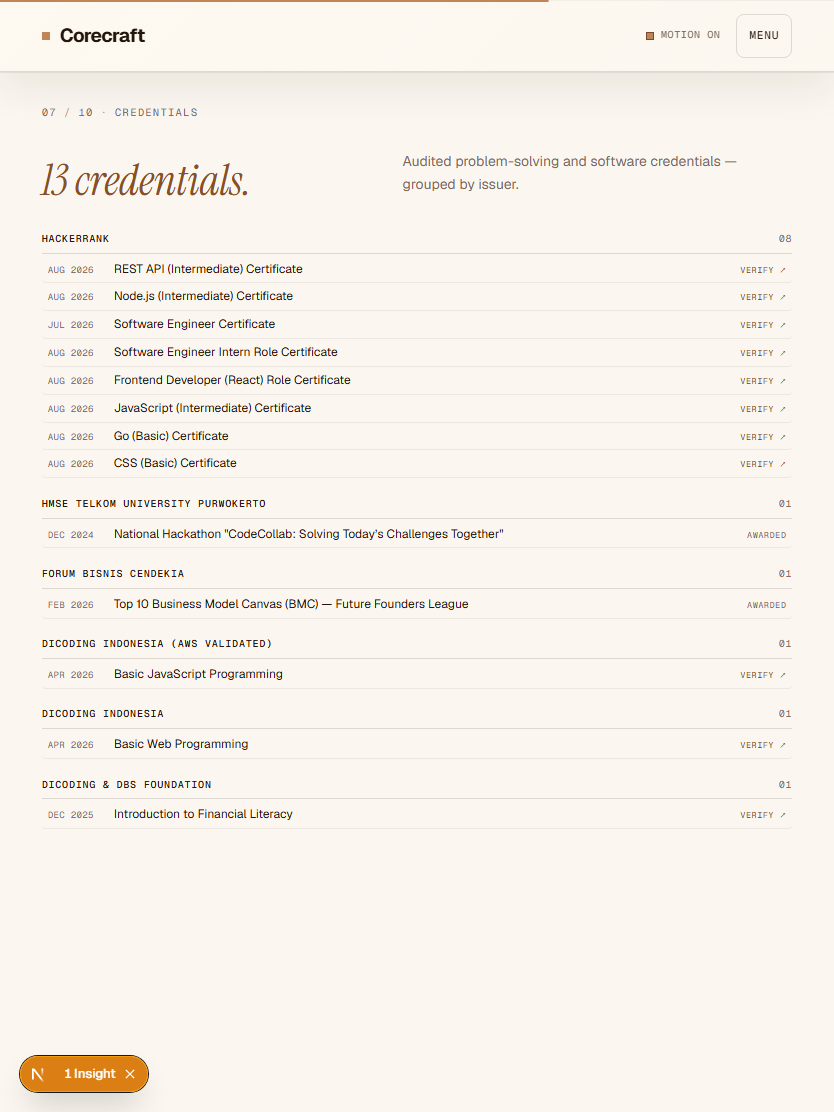 Corecraft
MOTION ON
MENU
07 / 10 · CREDENTIALS
13 credentials.
Audited problem-solving and software credentials —
grouped by issuer.
HACKERRANK 08
AUG 2026 REST API (Intermediate) Certificate VERIFY ↗
AUG 2026 Node.js (Intermediate) Certificate VERIFY ↗
JUL 2026 Software Engineer Certificate VERIFY ↗
AUG 2026 Software Engineer Intern Role Certificate VERIFY ↗
AUG 2026 Frontend Developer (React) Role Certificate VERIFY ↗
AUG 2026 JavaScript (Intermediate) Certificate VERIFY ↗
AUG 2026 Go (Basic) Certificate VERIFY ↗
AUG 2026 CSS (Basic) Certificate VERIFY ↗
HMSE TELKOM UNIVERSITY PURWOKERTO 01
DEC 2024 National Hackathon "CodeCollab: Solving Today's Challenges Together" AWARDED
FORUM BISNIS CENDEKIA 01
FEB 2026 Top 10 Business Model Canvas (BMC) — Future Founders League AWARDED
DICODING INDONESIA (AWS VALIDATED) 01
APR 2026 Basic JavaScript Programming VERIFY ↗
DICODING INDONESIA 01
APR 2026 Basic Web Programming VERIFY ↗
DICODING & DBS FOUNDATION 01
DEC 2025 Introduction to Financial Literacy VERIFY ↗
1 Insight